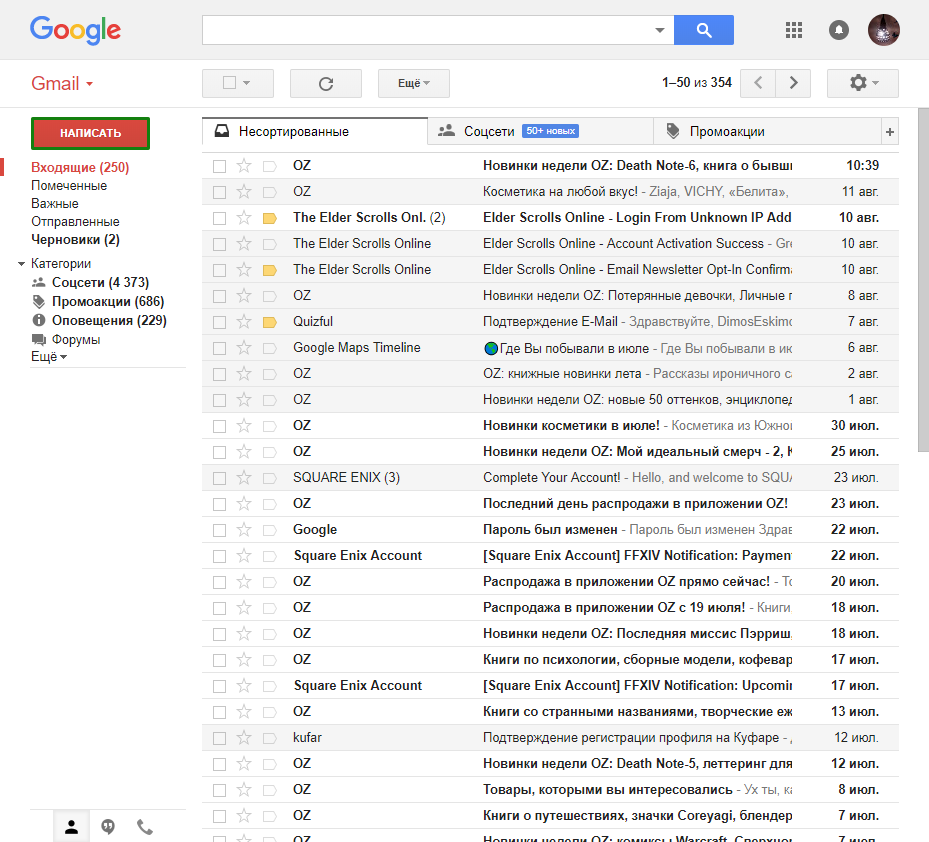 Google
Gmail
Ещё
1–50 из 354
НАПИСАТЬ
Входящие (250)
Помеченные
Важные
Отправленные
Черновики (2)
Категории
Соцсети (4 373)
Промоакции (686)
Оповещения (229)
Форумы
Ещё
Несортированные
Соцсети 50+ новых
Промоакции
+
OZ Новинки недели OZ: Death Note-6, книга о бывш 10:39
OZ Косметика на любой вкус! - Ziaja, VICHY, «Белита», 11 авг.
The Elder Scrolls Onl. (2) Elder Scrolls Online - Login From Unknown IP Add 10 авг.
The Elder Scrolls Online Elder Scrolls Online - Account Activation Success - Gre 10 авг.
The Elder Scrolls Online Elder Scrolls Online - Email Newsletter Opt-In Confirma 10 авг.
OZ Новинки недели OZ: Потерянные девочки, Личные 8 авг.
Quizful Подтверждение E-Mail - Здравствуйте, DimosEskimo 7 авг.
Google Maps Timeline Где Вы побывали в июле - Где Вы побывали в ию 6 авг.
OZ OZ: книжные новинки лета - Рассказы ироничного с 2 авг.
OZ Новинки недели OZ: новые 50 оттенков, энциклопед 1 авг.
OZ Новинки косметики в июле! - Косметика из Южно 30 июл.
OZ Новинки недели OZ: Мой идеальный смерч - 2, К 25 июл.
SQUARE ENIX (3) Complete Your Account! - Hello, and welcome to SQUA 23 июл.
OZ Последний день распродажи в приложении OZ! 23 июл.
Google Пароль был изменен - Пароль был изменен Здрав 22 июл.
Square Enix Account [Square Enix Account] FFXIV Notification: Paymen 22 июл.
OZ Распродажа в приложении OZ прямо сейчас! - То 20 июл.
OZ Распродажа в приложении OZ с 19 июля! - Книги, 18 июл.
OZ Новинки недели OZ: Последняя миссис Пэрриш, 18 июл.
OZ Книги по психологии, сборные модели, кофевар 17 июл.
Square Enix Account [Square Enix Account] FFXIV Notification: Upcomin 17 июл.
OZ Книги со странными названиями, творческие еж 13 июл.
kufar Подтверждение регистрации профиля на Куфаре - 12 июл.
OZ Новинки недели OZ: Death Note-5, леттеринг для 12 июл.
OZ Товары, которыми вы интересовались - Ух ты, ка 8 июл.
OZ Книги о путешествиях, значки Coreyagi, блендер 7 июл.
OZ Новинки недели OZ: комиксы Warcraft, Сверхно 7 июл.